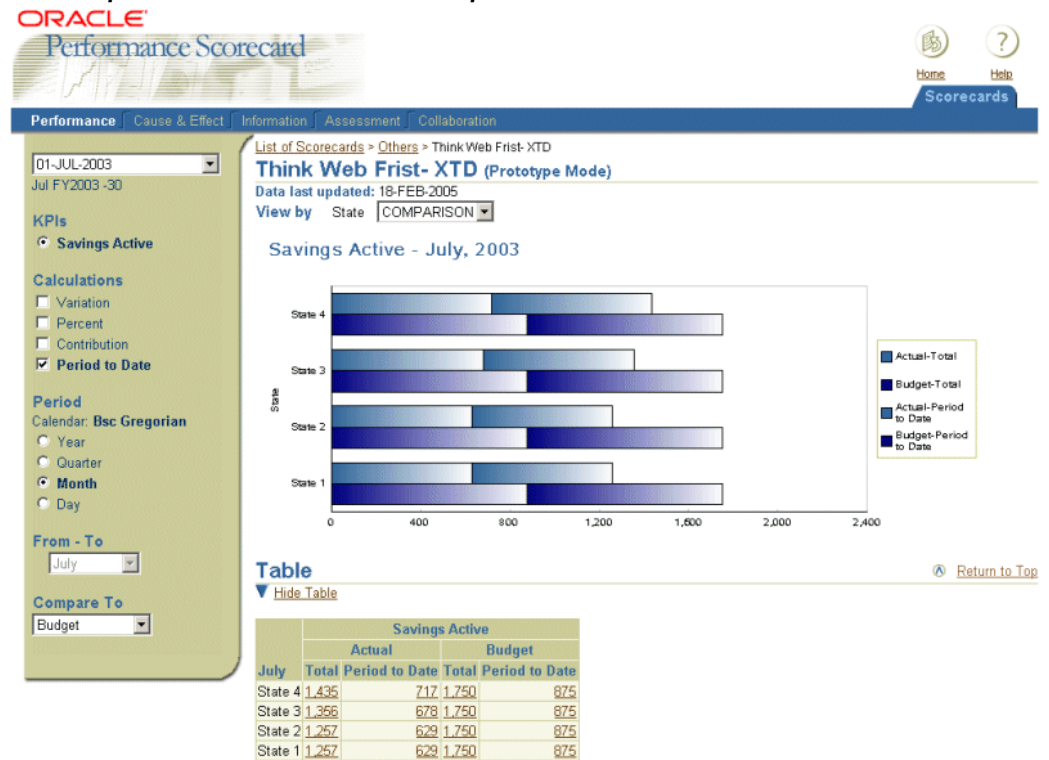 ORACLE
Performance Scorecard
Home Help
Scorecards
Performance Cause & Effect Information Assessment Collaboration
01-JUL-2003
Jul FY2003 -30
KPIs
Savings Active
Calculations
Variation
Percent
Contribution
Period to Date
Period
Calendar: Bsc Gregorian
Year
Quarter
Month
Day
From - To
July
Compare To
Budget
List of Scorecards > Others > Think Web Frist- XTD
Think Web Frist- XTD (Prototype Mode)
Data last updated: 18-FEB-2005
View by State COMPARISON
Savings Active - July, 2003
State
State 4
State 3
State 2
State 1
0 400 800 1,200 1,600 2,000 2,400
Actual-Total
Budget-Total
Actual-Period
to Date
Budget-Period
to Date
Table
Return to Top
Hide Table
Savings Active
Actual Budget
July Total Period to Date Total Period to Date
State 4 1,435 717 1,750 875
State 3 1,356 678 1,750 875
State 2 1,257 629 1,750 875
State 1 1,257 629 1,750 875